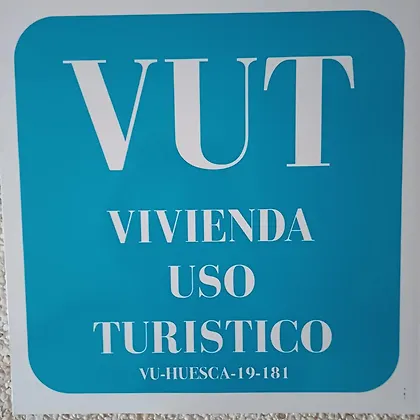 VUT
VIVIENDA
USO
TURISTICO
VU-HUESCA-19-181